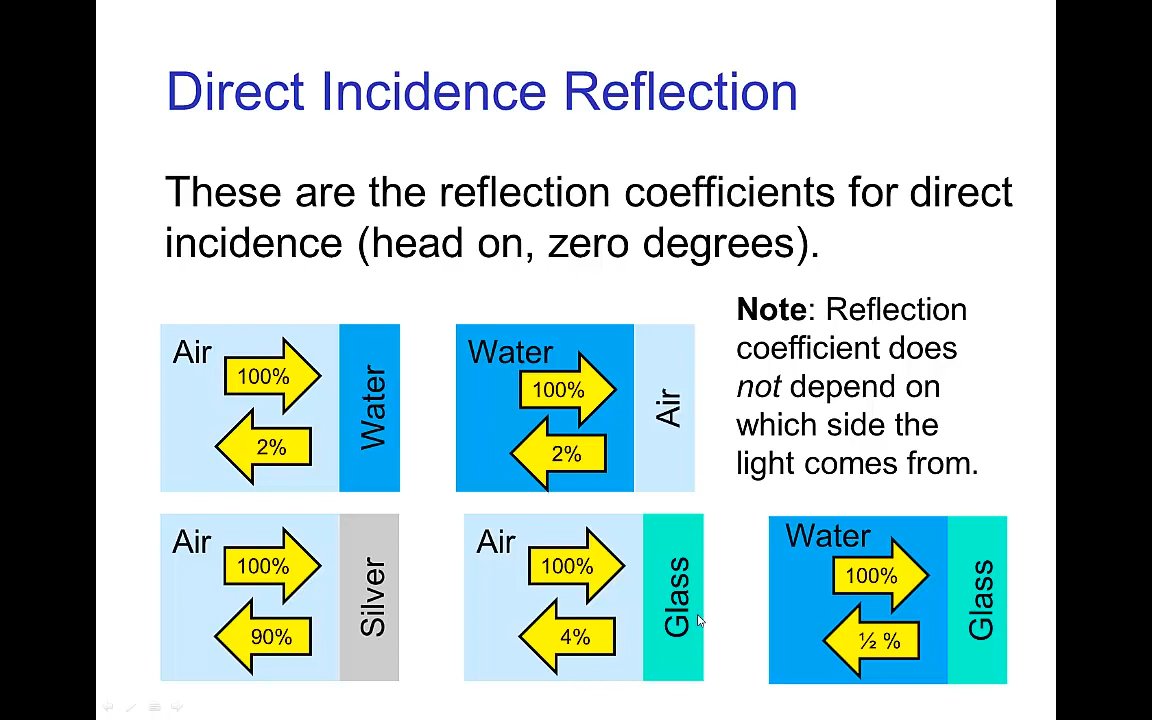 Direct Incidence Reflection
These are the reflection coefficients for direct
incidence (head on, zero degrees).
Note: Reflection
coefficient does
not depend on
which side the
light comes from.
Air
100%
2%
Water
Water
100%
2%
Air
Air
100%
90%
Silver
Air
100%
4%
Glass
Water
100%
½ %
Glass